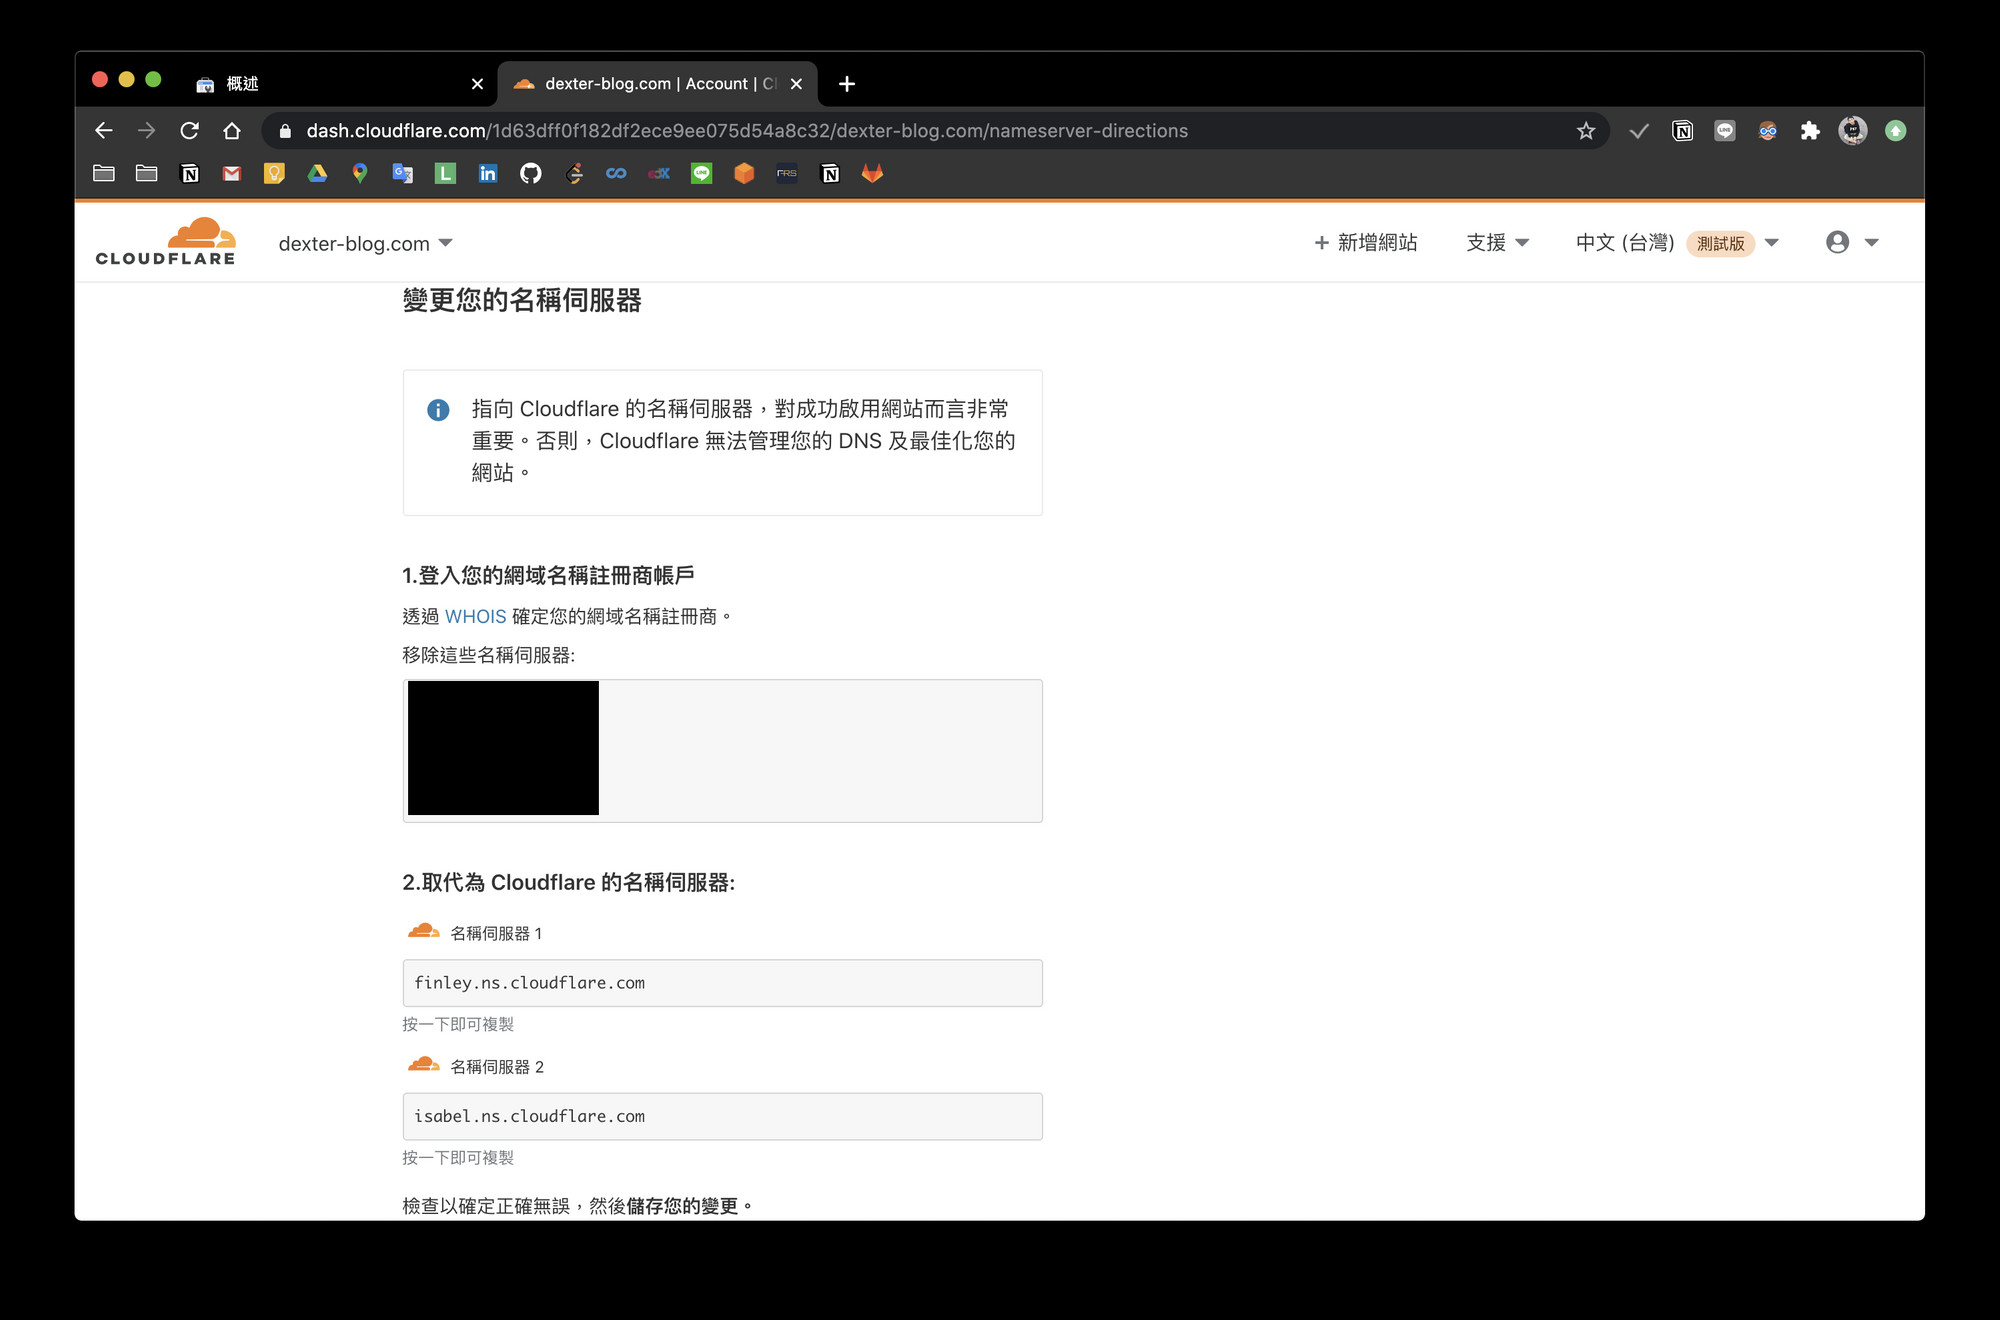 概述
dexter-blog.com | Account | Cl
dash.cloudflare.com/1d63dff0f182df2ece9ee075d54a8c32/dexter-blog.com/nameserver-directions
CLOUDFLARE
dexter-blog.com
+ 新增網站
支援
中文 (台灣)
測試版
變更您的名稱伺服器
指向 Cloudflare 的名稱伺服器，對成功啟用網站而言非常
重要。否則，Cloudflare 無法管理您的 DNS 及最佳化您的
網站。
1.登入您的網域名稱註冊商帳戶
透過 WHOIS 確定您的網域名稱註冊商。
移除這些名稱伺服器:
2.取代為 Cloudflare 的名稱伺服器:
名稱伺服器 1
finley.ns.cloudflare.com
按一下即可複製
名稱伺服器 2
isabel.ns.cloudflare.com
按一下即可複製
檢查以確定正確無誤，然後儲存您的變更。